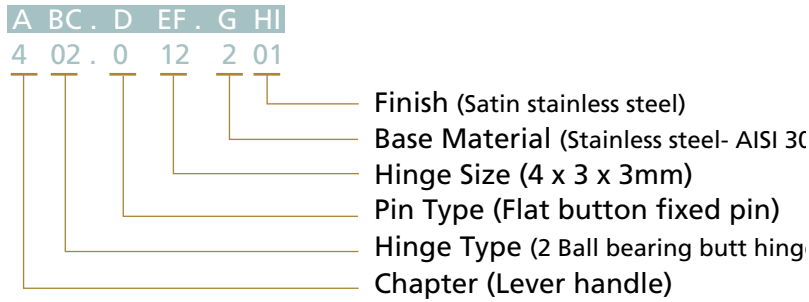 A BC . D EF . G HI
4 02 . 0 12 2 01
Finish (Satin stainless steel)
Base Material (Stainless steel- AISI 30
Hinge Size (4 x 3 x 3mm)
Pin Type (Flat button fixed pin)
Hinge Type (2 Ball bearing butt hinge
Chapter (Lever handle)